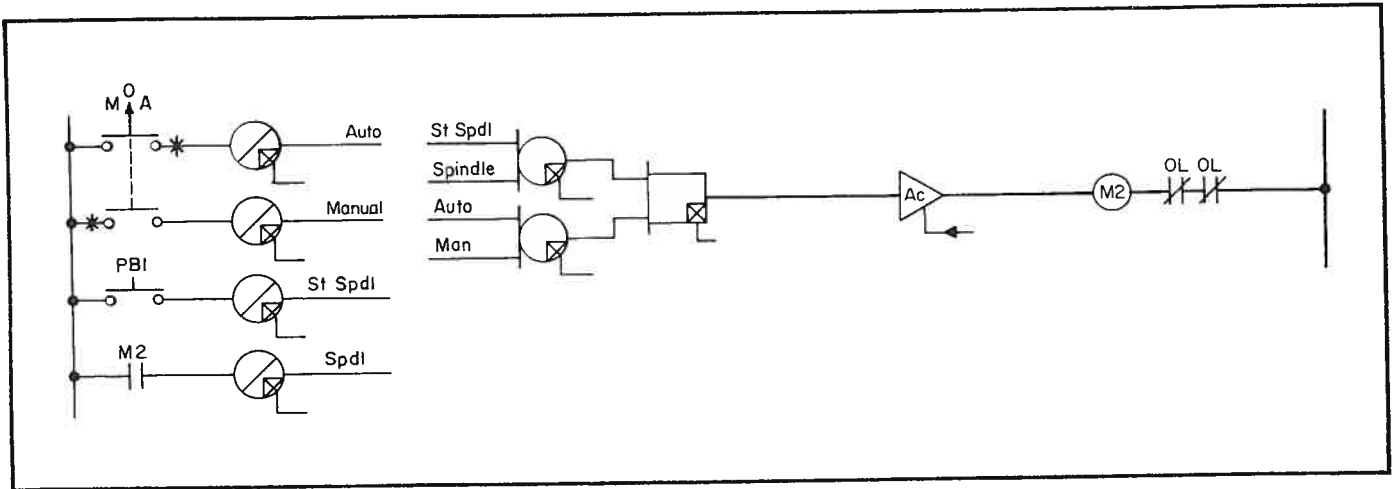 M O A
Auto
Manual
PB1
St Spdl
M2
Spdl
St Spdl
Spindle
Auto
Man
Ac
M2
OL OL